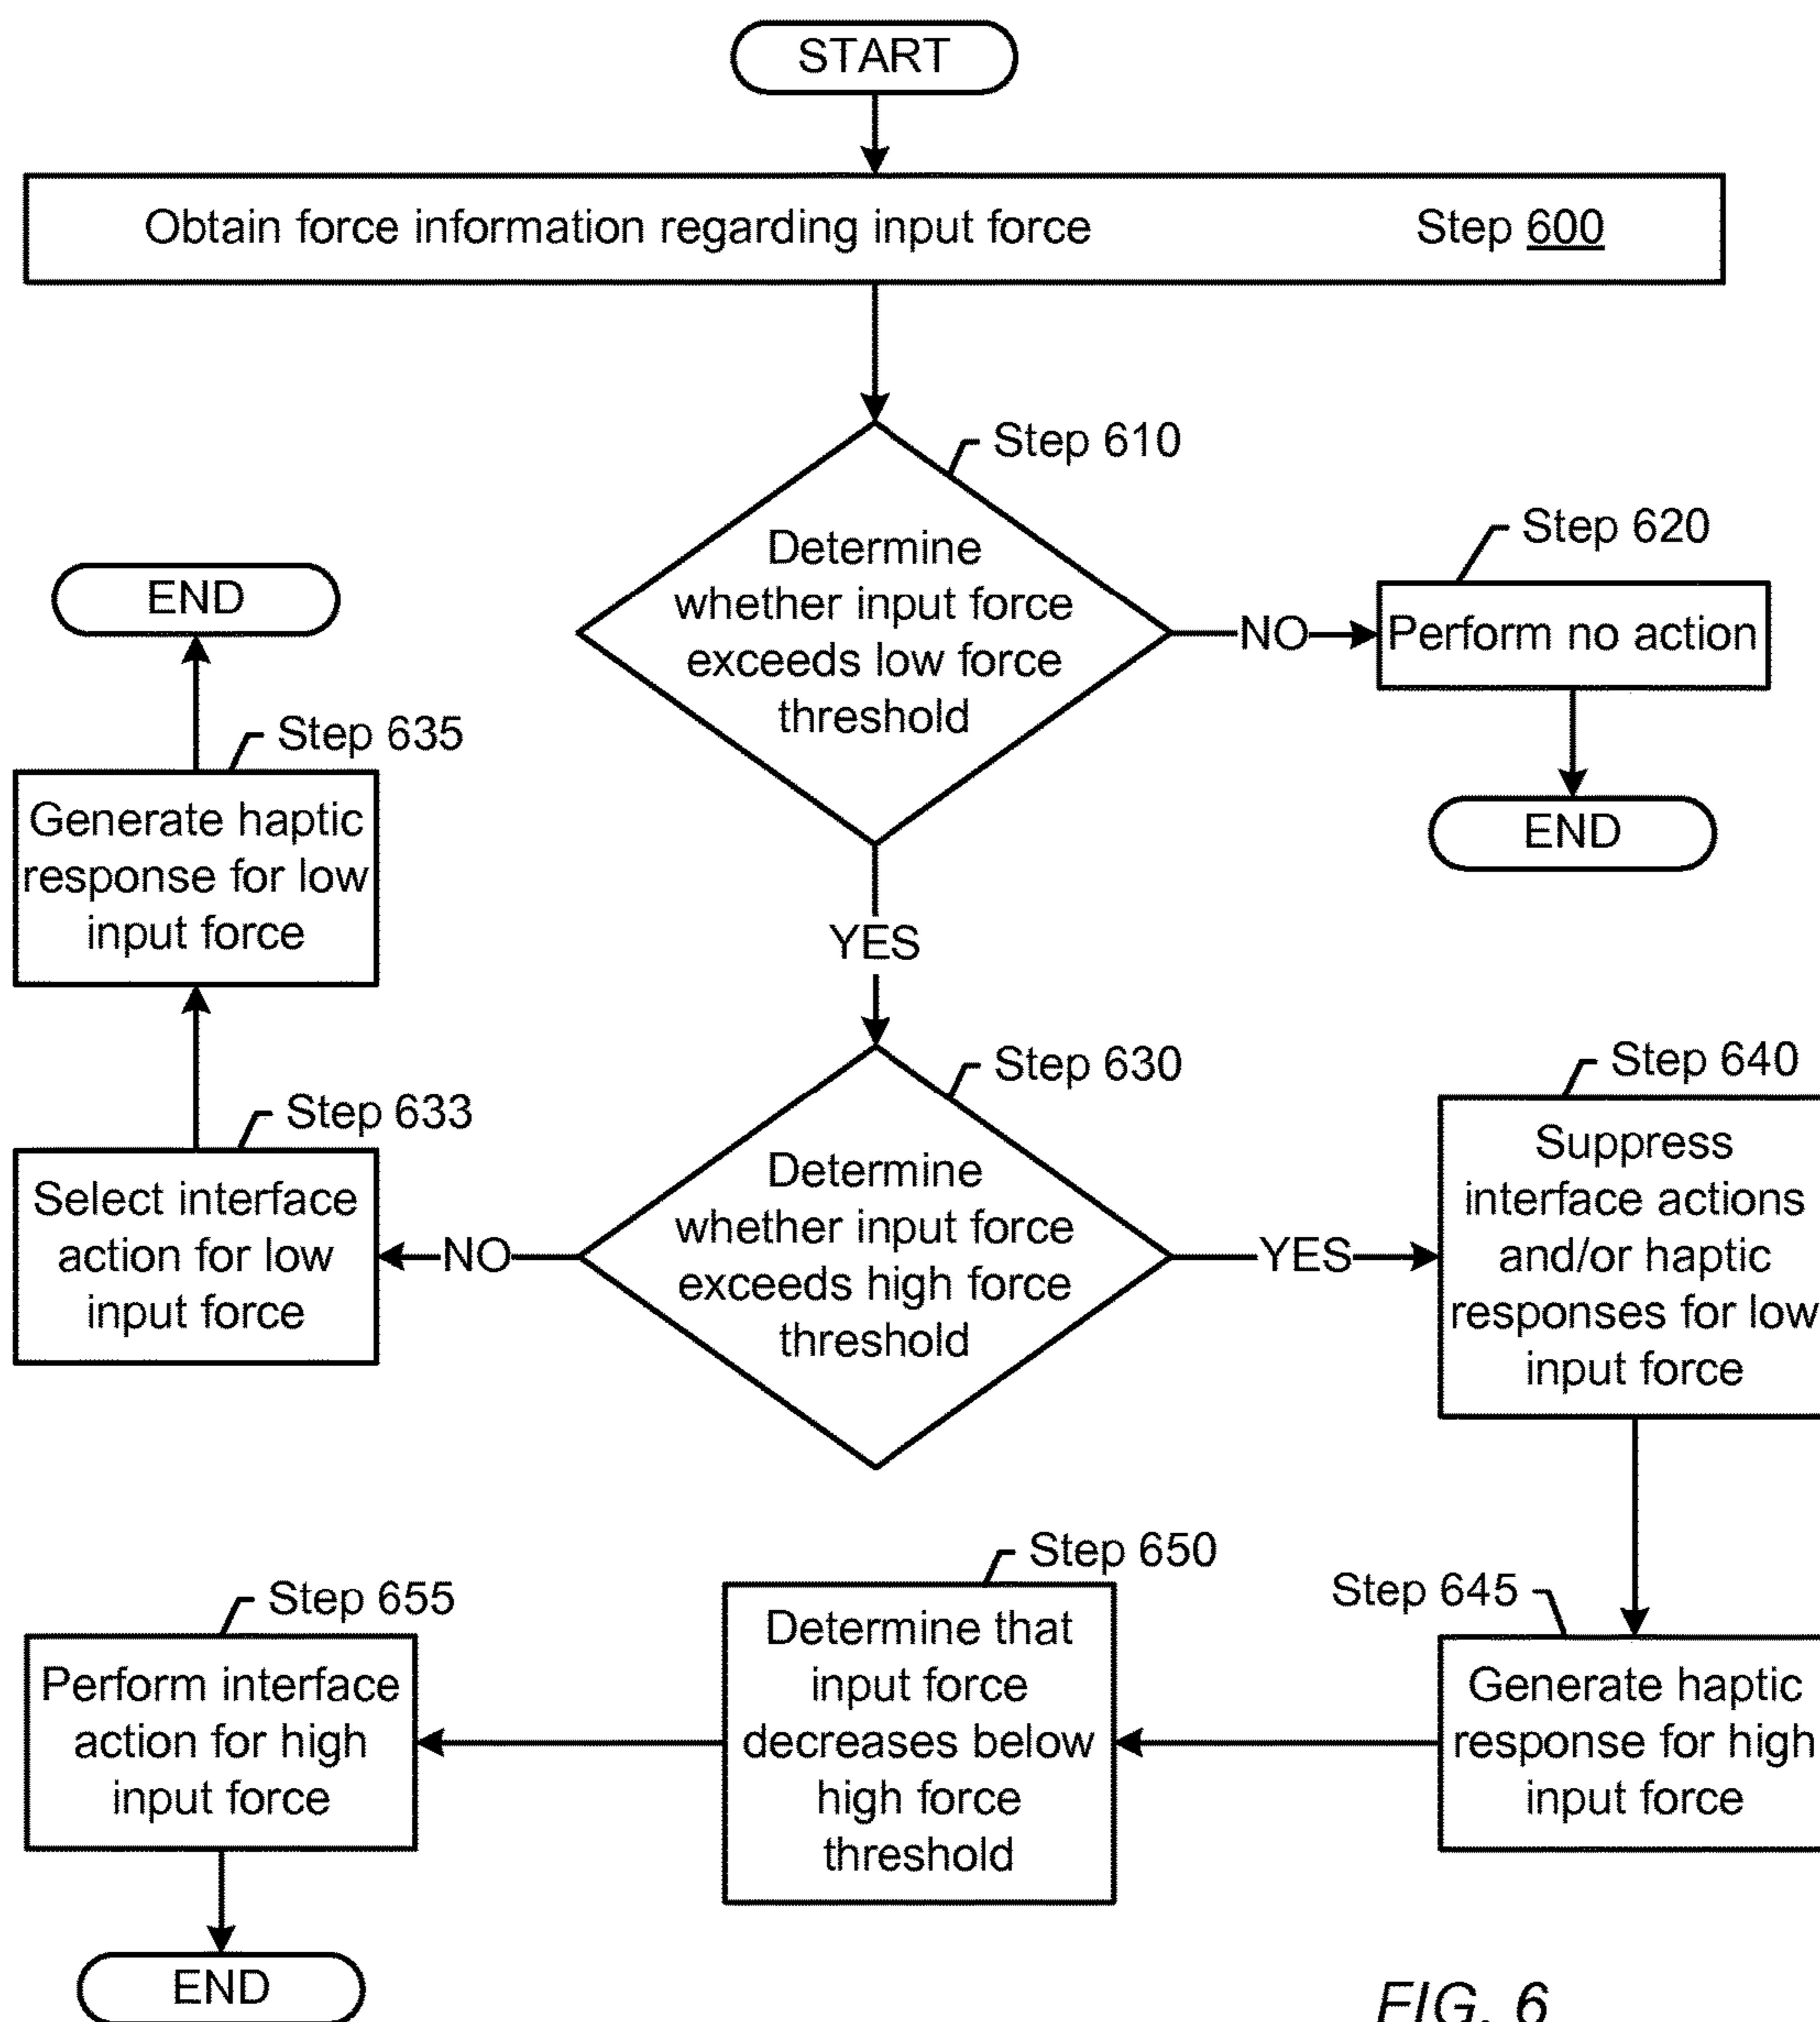 START
Obtain force information regarding input force
Step 600
Step 610
Determine
whether input force
exceeds low force
threshold
NO
Step 620
Perform no action
END
YES
END
Step 635
Generate haptic
response for low
input force
Step 633
Select interface
action for low
input force
NO
Step 630
Determine
whether input force
exceeds high force
threshold
YES
Step 640
Suppress
interface actions
and/or haptic
responses for low
input force
Step 645
Generate haptic
response for high
input force
Step 650
Determine that
input force
decreases below
high force
threshold
Step 655
Perform interface
action for high
input force
END
FIG. 6